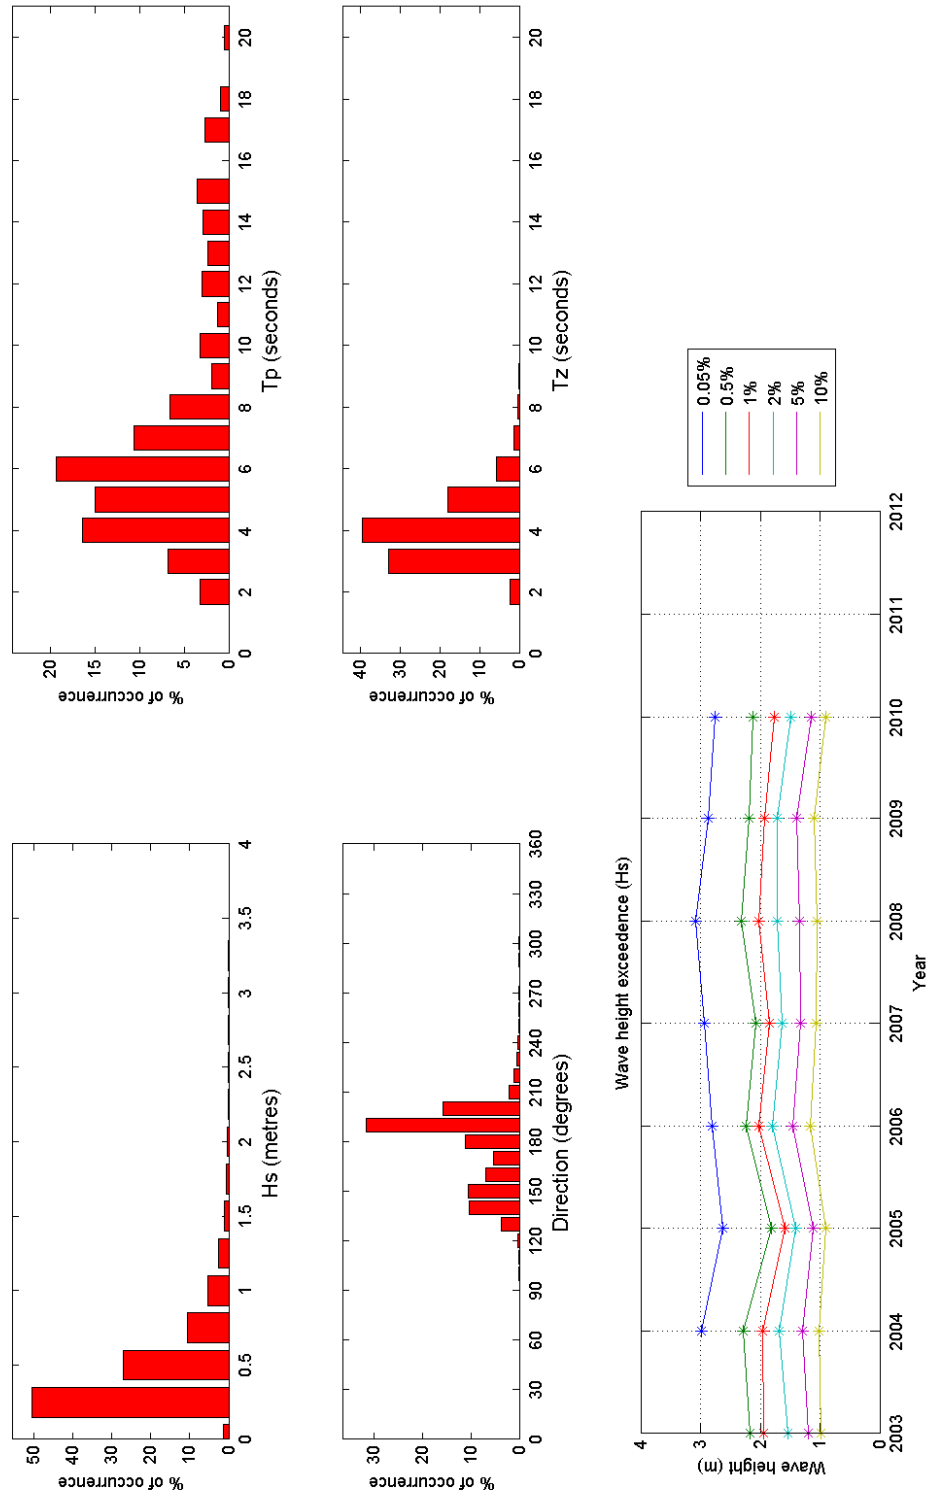 50
40
30
20
10
0
% of occurrence
0 0.5 1 1.5 2 2.5 3 3.5 4
Hs (metres)
20
15
10
5
0
% of occurrence
0 2 4 6 8 10 12 14 16 18 20
Tp (seconds)
30
20
10
0
% of occurrence
0 30 60 90 120 150 180 210 240 270 300 330 360
Direction (degrees)
40
30
20
10
0
% of occurrence
0 2 4 6 8 10 12 14 16 18 20
Tz (seconds)
Wave height exceedence (Hs)
4
3
2
1
0
Wave height (m)
2003 2004 2005 2006 2007 2008 2009 2010 2011 2012
Year
0.05%
0.5%
1%
2%
5%
10%